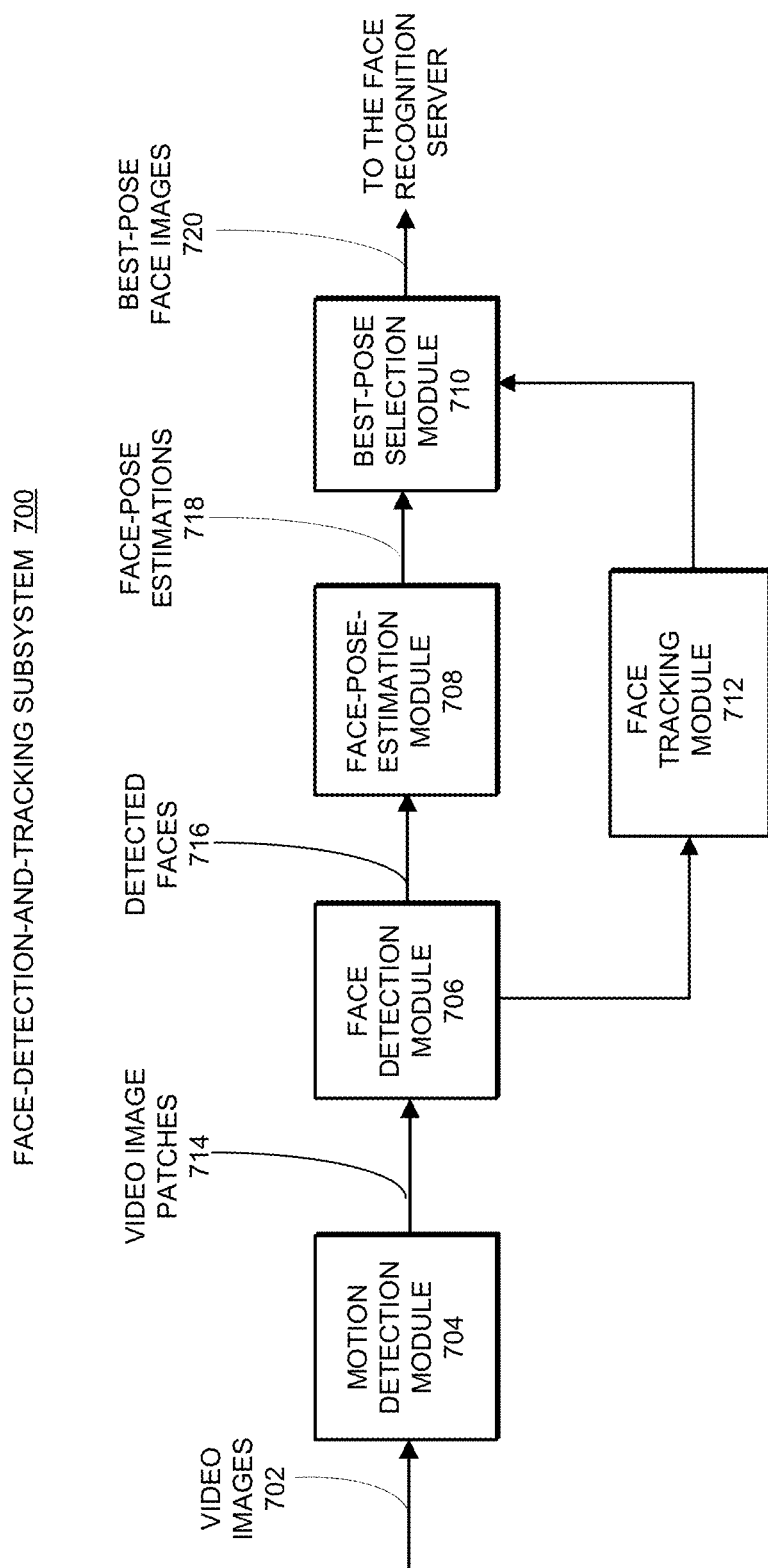 FACE-DETECTION-AND-TRACKING SUBSYSTEM 700
VIDEO
IMAGES
702
MOTION
DETECTION
MODULE
704
VIDEO IMAGE
PATCHES
714
FACE
DETECTION
MODULE
706
DETECTED
FACES
716
FACE-POSE-
ESTIMATION
MODULE
708
FACE-POSE
ESTIMATIONS
718
BEST-POSE
SELECTION
MODULE
710
BEST-POSE
FACE IMAGES
720
TO THE FACE
RECOGNITION
SERVER
FACE
TRACKING
MODULE
712